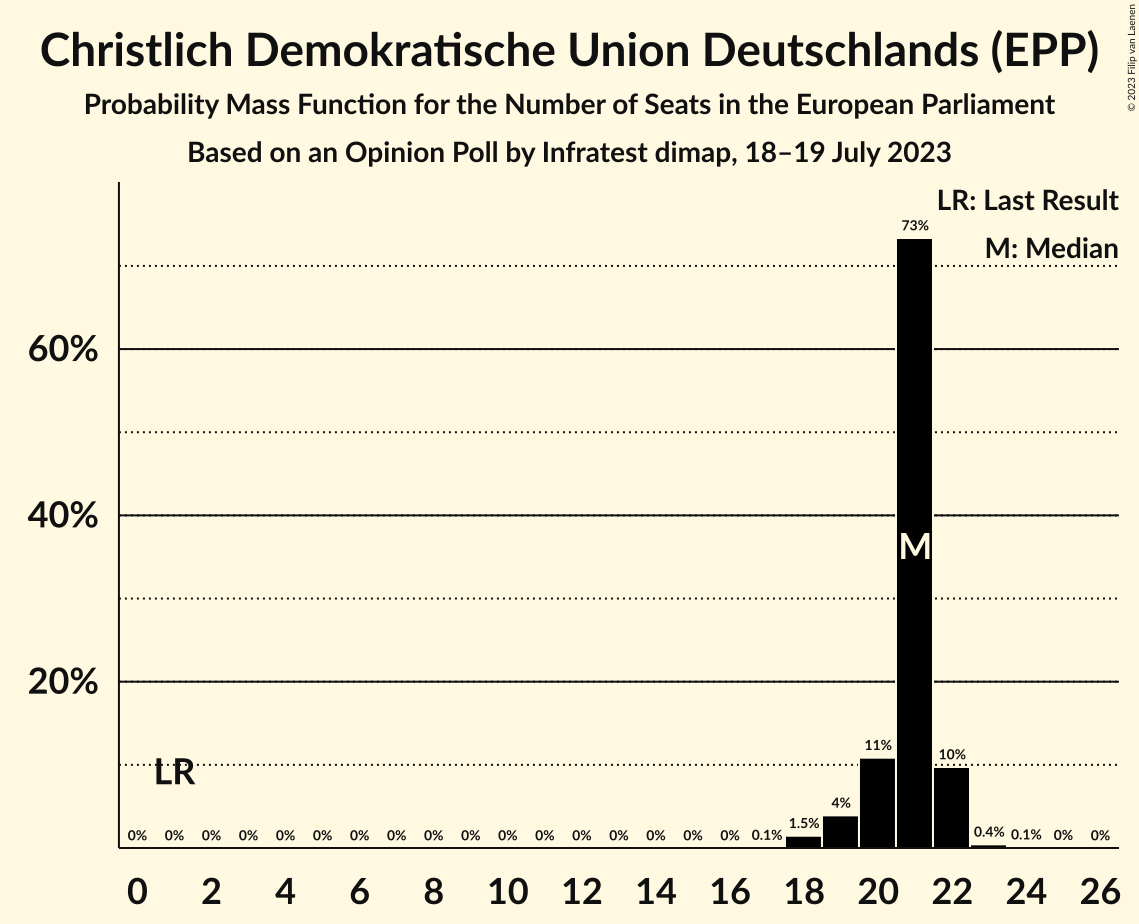 Christlich Demokratische Union Deutschlands (EPP)
Probability Mass Function for the Number of Seats in the European Parliament
Based on an Opinion Poll by Infratest dimap, 18–19 July 2023
© 2023 Filip van Laenen
LR: Last Result
M: Median
73%
60%
40%
M
20%
LR
0% 0% 0% 0% 0% 0% 0% 0% 0% 0% 0% 0% 0% 0% 0% 0% 0% 0.1% 1.5% 4% 11% 10% 0.4% 0.1% 0% 0%
0 2 4 6 8 10 12 14 16 18 20 22 24 26